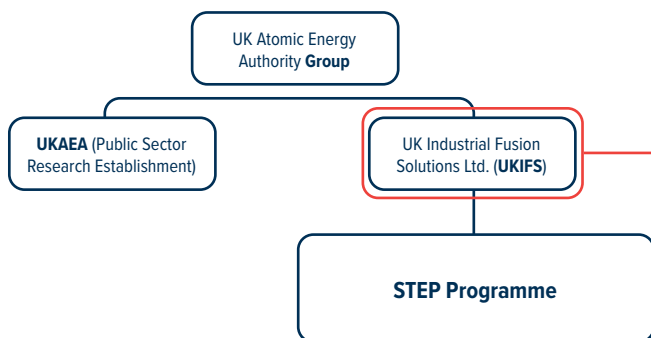 UK Atomic Energy
Authority Group
UKAEA (Public Sector
Research Establishment)
UK Industrial Fusion
Solutions Ltd. (UKIFS)
STEP Programme